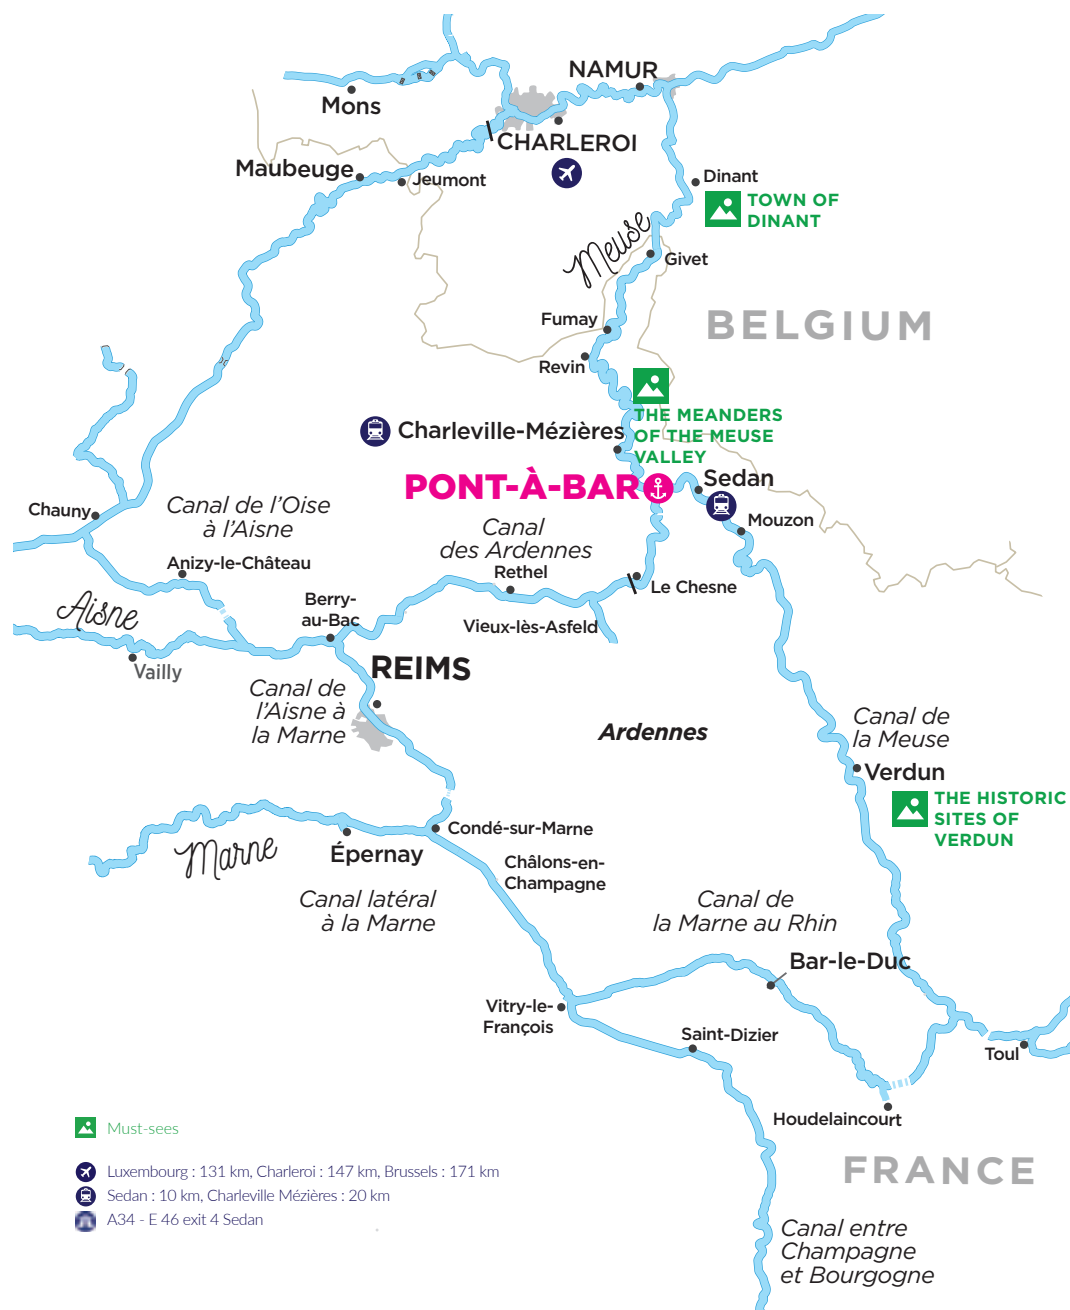 NAMUR
Mons
CHARLEROI
Maubeuge
Jeumont
Dinant
TOWN OF
DINANT
Meuse
Givet
BELGIUM
Fumay
Revin
THE MEANDERS
OF THE MEUSE
VALLEY
Charleville-Mézières
PONT-À-BAR
Sedan
Chauny
Canal de l’Oise
à l’Aisne
Mouzon
Canal
des Ardennes
Anizy-le-Château
Rethel
Le Chesne
Aisne
Berry-
au-Bac
Vieux-lès-Asfeld
Vailly
REIMS
Canal de
l’Aisne à
la Marne
Ardennes
Canal de
la Meuse
Verdun
THE HISTORIC
SITES OF
VERDUN
Condé-sur-Marne
Marne
Épernay
Châlons-en-
Champagne
Canal latéral
à la Marne
Canal de
la Marne au Rhin
Bar-le-Duc
Vitry-le-
François
Saint-Dizier
Toul
Houdelaincourt
Must-sees
FRANCE
Luxembourg : 131 km, Charleroi : 147 km, Brussels : 171 km
Sedan : 10 km, Charleville Mézières : 20 km
A34 - E 46 exit 4 Sedan
Canal entre
Champagne
et Bourgogne